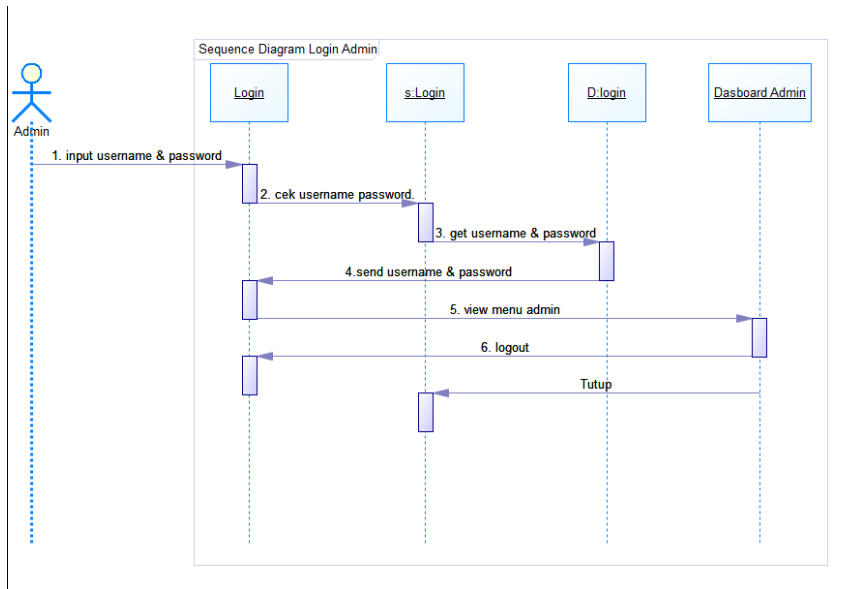 Sequence Diagram Login Admin
Login
s:Login
D:login
Dasboard Admin
Admin
1. input username & password
2. cek username password.
3. get username & password
4.send username & password
5. view menu admin
6. logout
Tutup